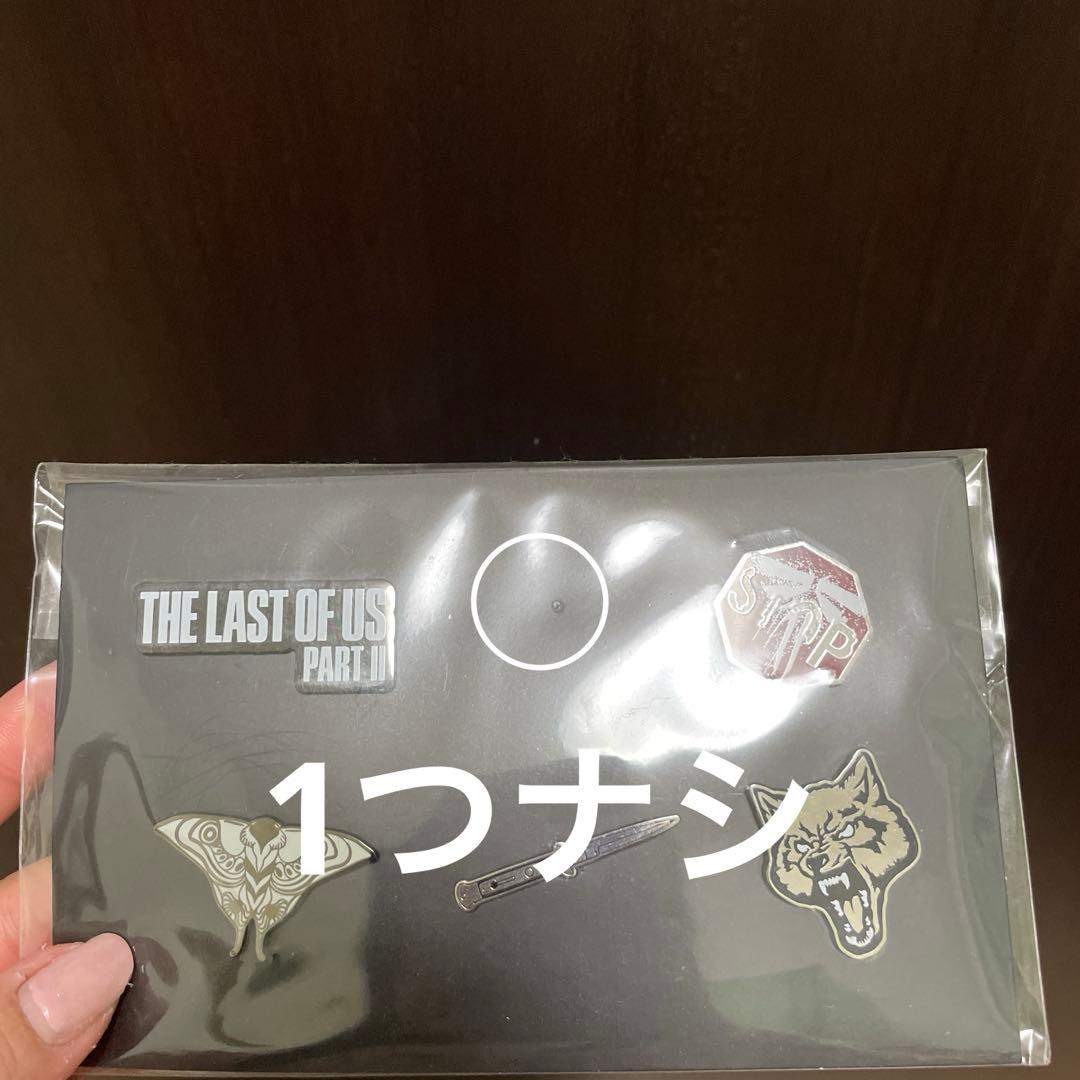 THE LAST OF US
PART II
S P
1つナシ